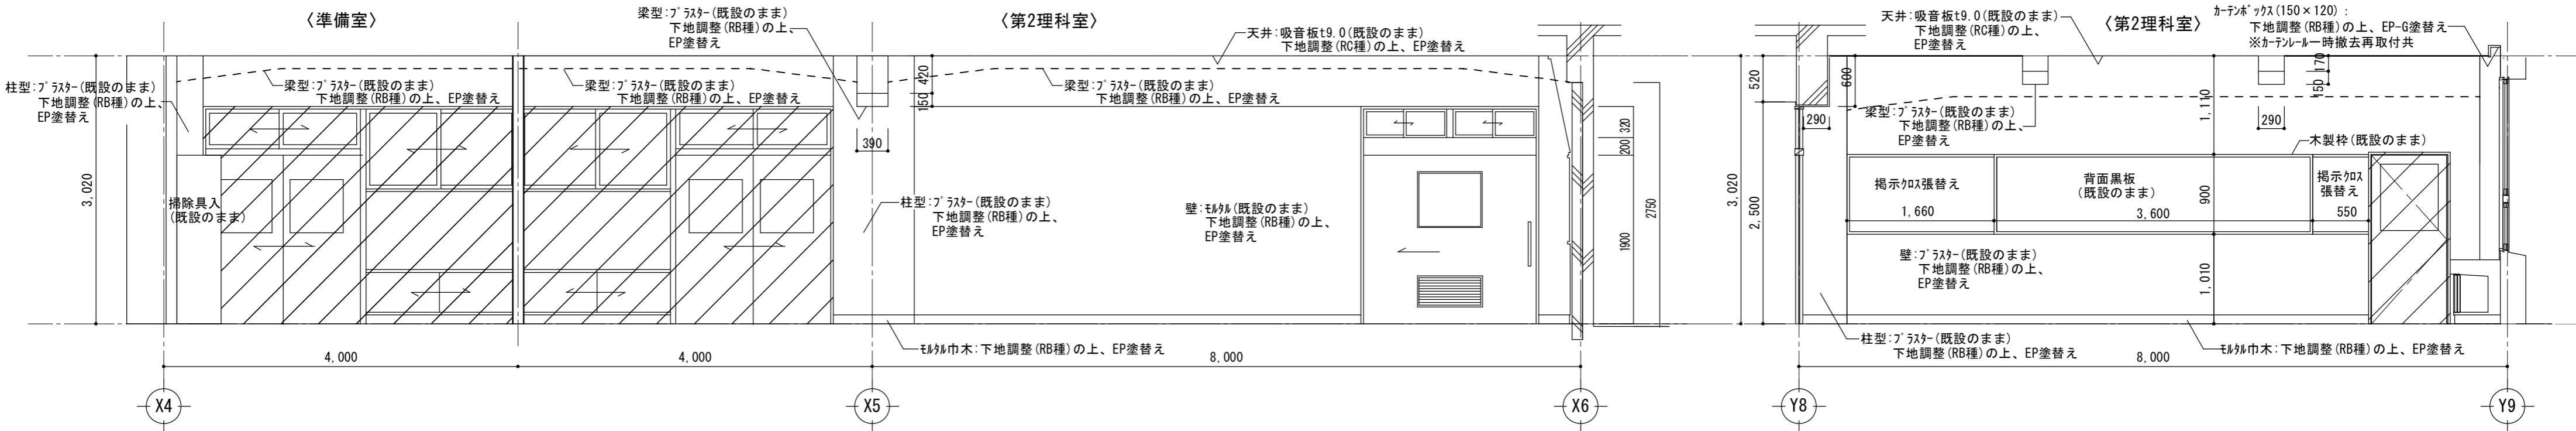 〈準備室〉
梁型:プラスター(既設のまま)
下地調整(RB種)の上、
EP塗替え
〈第2理科室〉
天井:吸音板t9.0(既設のまま)
下地調整(RC種)の上、EP塗替え
柱型:プラスター(既設のまま)
下地調整(RB種)の上、
EP塗替え
梁型:プラスター(既設のまま)
下地調整(RB種)の上、EP塗替え
梁型:プラスター(既設のまま)
下地調整(RB種)の上、EP塗替え
420
150
梁型:プラスター(既設のまま)
下地調整(RB種)の上、EP塗替え
390
3,020
掃除具入
(既設のまま)
柱型:プラスター(既設のまま)
下地調整(RB種)の上、
EP塗替え
壁:モルタル(既設のまま)
下地調整(RB種)の上、
EP塗替え
320
200
1900
2750
モルタル巾木:下地調整(RB種)の上、EP塗替え
4,000
4,000
8,000
X4
X5
X6
天井:吸音板t9.0(既設のまま)
下地調整(RC種)の上、
EP塗替え
〈第2理科室〉
カーテンボックス(150×120):
下地調整(RB種)の上、EP-G塗替え
※カーテンレール一時撤去再取付共
520
600
170
150
290
290
梁型:プラスター(既設のまま)
下地調整(RB種)の上、
EP塗替え
1,110
木製枠(既設のまま)
3,020
2,500
掲示クロス張替え
1,660
背面黒板
(既設のまま)
3,600
900
掲示クロス
張替え
550
壁:プラスター(既設のまま)
下地調整(RB種)の上、
EP塗替え
1,010
柱型:プラスター(既設のまま)
下地調整(RB種)の上、EP塗替え
モルタル巾木:下地調整(RB種)の上、EP塗替え
8,000
Y8
Y9